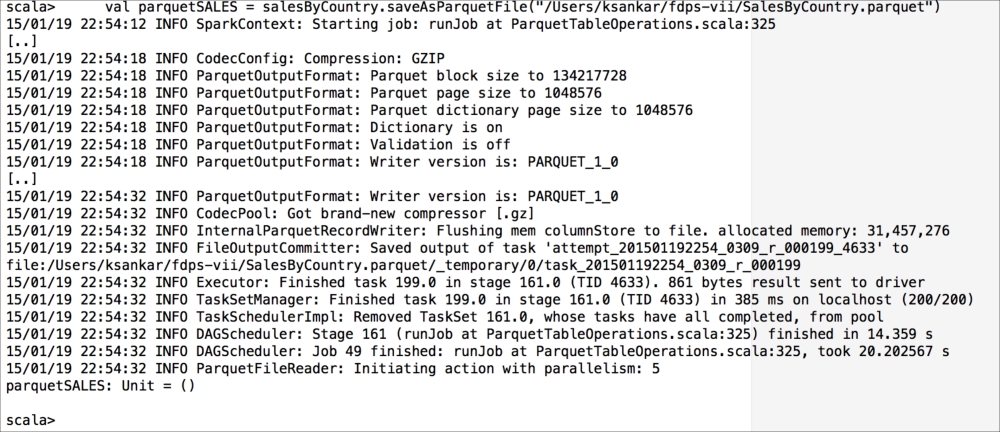 scala>     val parquetSALES = salesByCountry.saveAsParquetFile("/Users/ksankar/fdps-vii/SalesByCountry.parquet")
15/01/19 22:54:12 INFO SparkContext: Starting job: runJob at ParquetTableOperations.scala:325
[..]
15/01/19 22:54:18 INFO CodecConfig: Compression: GZIP
15/01/19 22:54:18 INFO ParquetOutputFormat: Parquet block size to 134217728
15/01/19 22:54:18 INFO ParquetOutputFormat: Parquet page size to 1048576
15/01/19 22:54:18 INFO ParquetOutputFormat: Parquet dictionary page size to 1048576
15/01/19 22:54:18 INFO ParquetOutputFormat: Dictionary is on
15/01/19 22:54:18 INFO ParquetOutputFormat: Validation is off
15/01/19 22:54:18 INFO ParquetOutputFormat: Writer version is: PARQUET_1_0
[..]
15/01/19 22:54:32 INFO ParquetOutputFormat: Writer version is: PARQUET_1_0
15/01/19 22:54:32 INFO CodecPool: Got brand-new compressor [.gz]
15/01/19 22:54:32 INFO InternalParquetRecordWriter: Flushing mem columnStore to file. allocated memory: 31,457,276
15/01/19 22:54:32 INFO FileOutputCommitter: Saved output of task 'attempt_201501192254_0309_r_000199_4633' to
file:/Users/ksankar/fdps-vii/SalesByCountry.parquet/_temporary/0/task_201501192254_0309_r_000199
15/01/19 22:54:32 INFO Executor: Finished task 199.0 in stage 161.0 (TID 4633). 861 bytes result sent to driver
15/01/19 22:54:32 INFO TaskSetManager: Finished task 199.0 in stage 161.0 (TID 4633) in 385 ms on localhost (200/200)
15/01/19 22:54:32 INFO TaskSchedulerImpl: Removed TaskSet 161.0, whose tasks have all completed, from pool
15/01/19 22:54:32 INFO DAGScheduler: Stage 161 (runJob at ParquetTableOperations.scala:325) finished in 14.359 s
15/01/19 22:54:32 INFO DAGScheduler: Job 49 finished: runJob at ParquetTableOperations.scala:325, took 20.202567 s
15/01/19 22:54:32 INFO ParquetFileReader: Initiating action with parallelism: 5
parquetSALES: Unit = ()
scala>